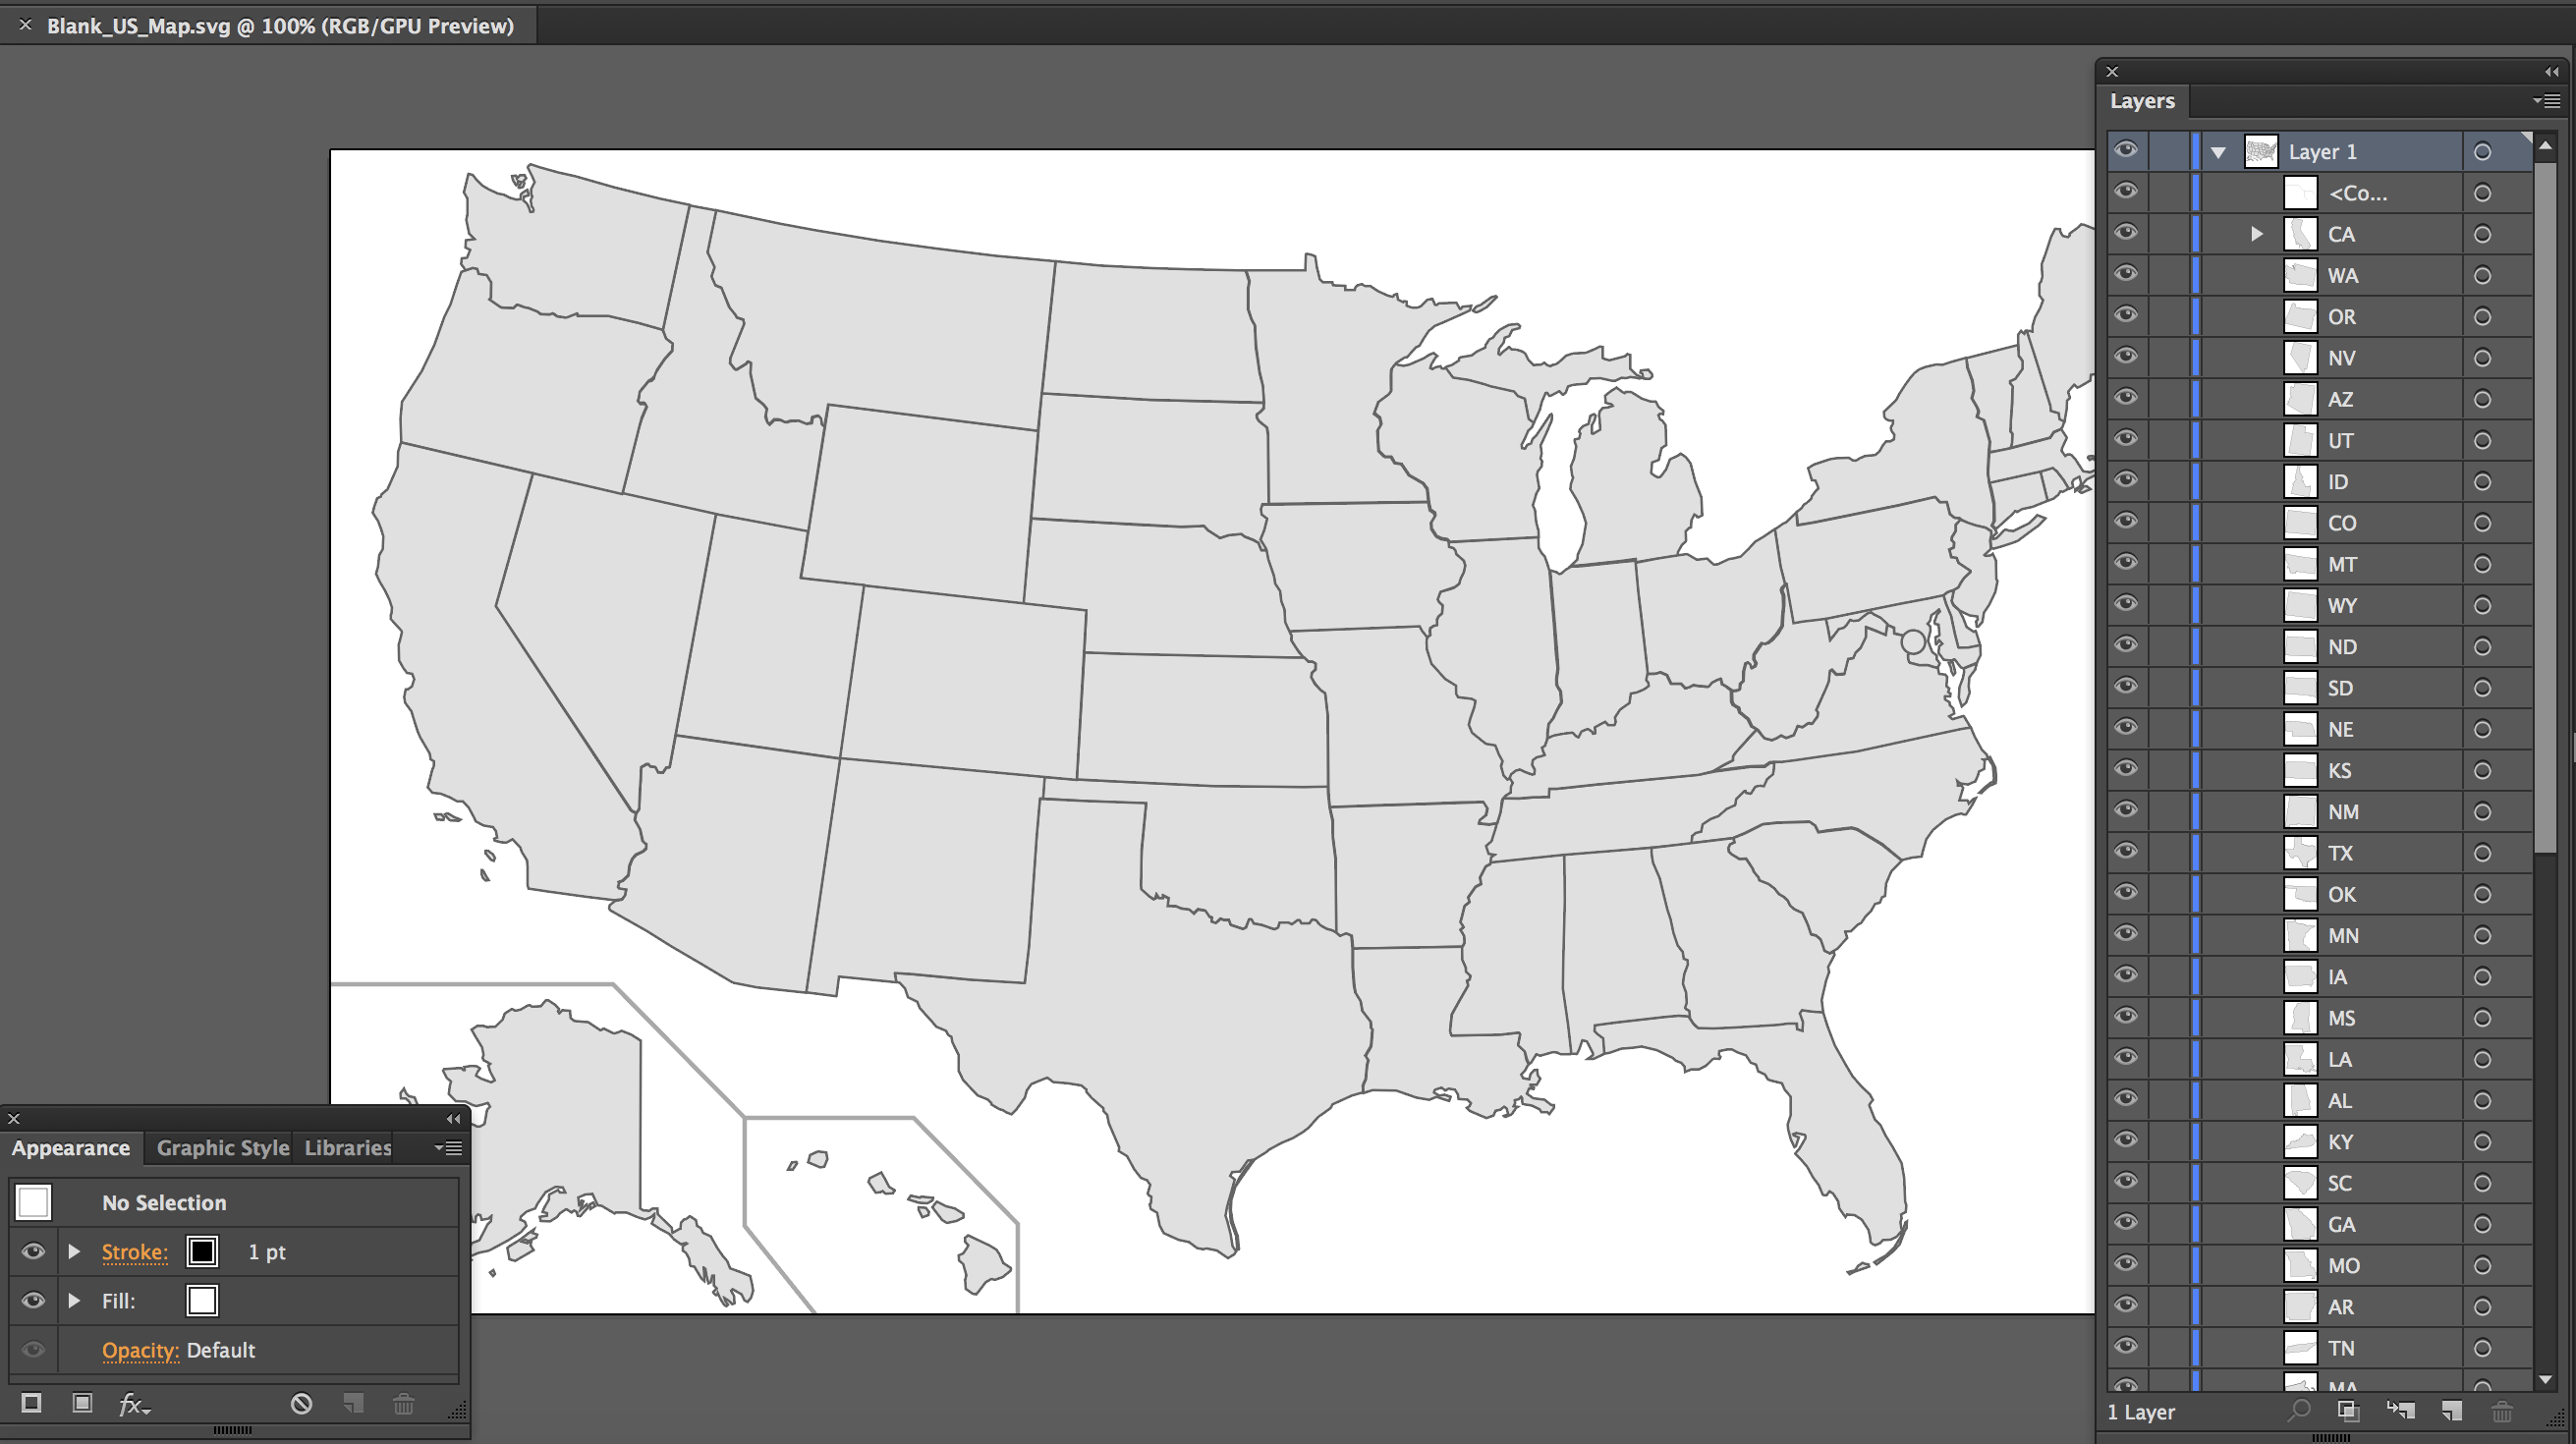 Blank_US_Map.svg @ 100% (RGB/GPU Preview)
Layers
Layer 1
<Co...
CA
WA
OR
NV
AZ
UT
ID
CO
MT
WY
ND
SD
NE
KS
NM
TX
OK
MN
IA
MS
LA
AL
KY
SC
GA
MO
AR
TN
MA
1 Layer
Appearance Graphic Style Libraries
No Selection
Stroke: 1 pt
Fill:
Opacity: Default
fx